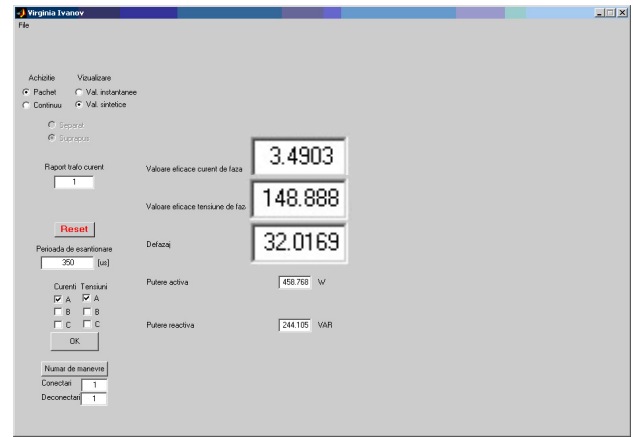 Virginia Ivanov
File
Achizitie Vizualizare
Pachet Val. instantanee
Continuu Val. sintetice
Separat
Suprapus
Raport trafo curent
1
Valoare eficace curent de faza 3.4903
Valoare eficace tensiune de faz 148.888
Reset
Defazaj 32.0169
Perioada de esantionare
350 [us]
Putere activa 458.768 W
Curenti Tensiuni
A A
B B
C C
Putere reactiva 244.105 VAR
OK
Numar de manevre
Conectari 1
Deconectari 1